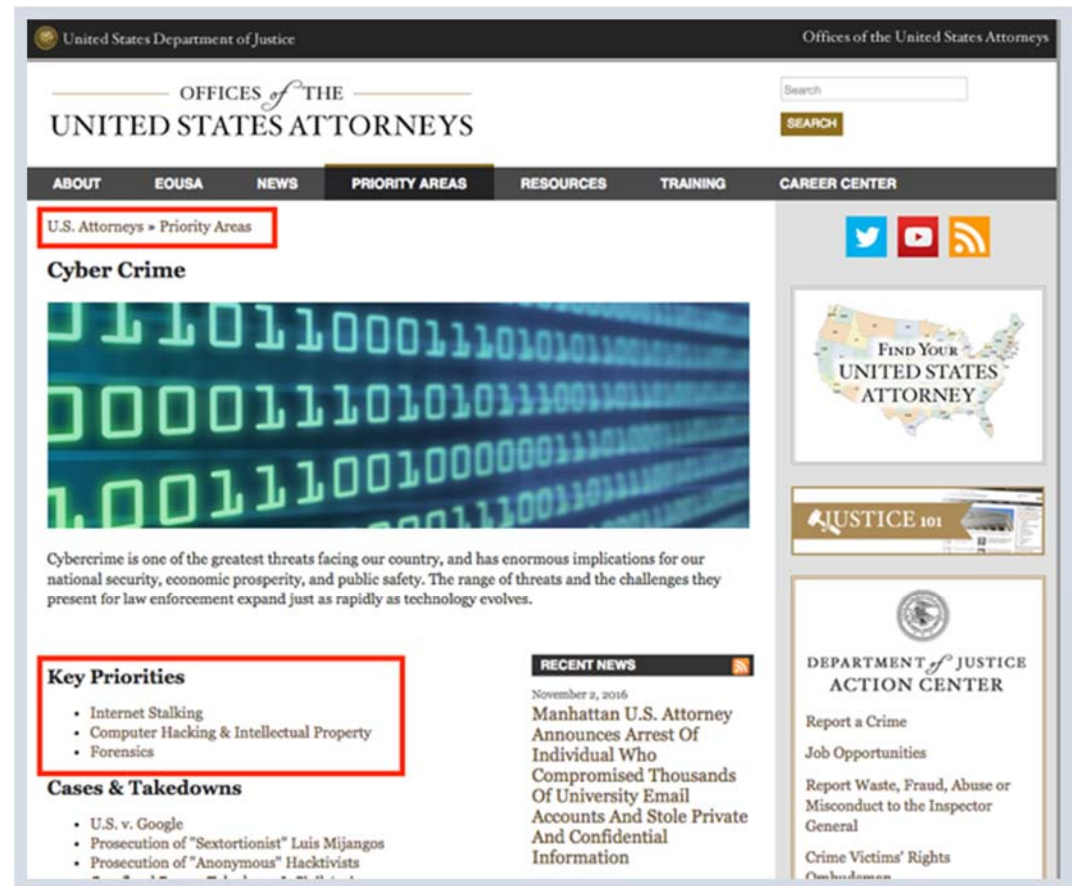 United States Department of Justice
Offices of the United States Attorneys
OFFICES of THE
UNITED STATES ATTORNEYS
Search
SEARCH
ABOUT EOUSA NEWS PRIORITY AREAS RESOURCES TRAINING CAREER CENTER
U.S. Attorneys » Priority Areas
Cyber Crime
Cybercrime is one of the greatest threats facing our country, and has enormous implications for our
national security, economic prosperity, and public safety. The range of threats and the challenges they
present for law enforcement expand just as rapidly as technology evolves.
Key Priorities
• Internet Stalking
• Computer Hacking & Intellectual Property
• Forensics
Cases & Takedowns
• U.S. v. Google
• Prosecution of "Sextortionist" Luis Mijangos
• Prosecution of "Anonymous" Hacktivists
RECENT NEWS
November 2, 2016
Manhattan U.S. Attorney
Announces Arrest Of
Individual Who
Compromised Thousands
Of University Email
Accounts And Stole Private
And Confidential
Information
FIND YOUR
UNITED STATES
ATTORNEY
JUSTICE 101
DEPARTMENT of JUSTICE
ACTION CENTER
Report a Crime
Job Opportunities
Report Waste, Fraud, Abuse or
Misconduct to the Inspector
General
Crime Victims' Rights
Ombudsman